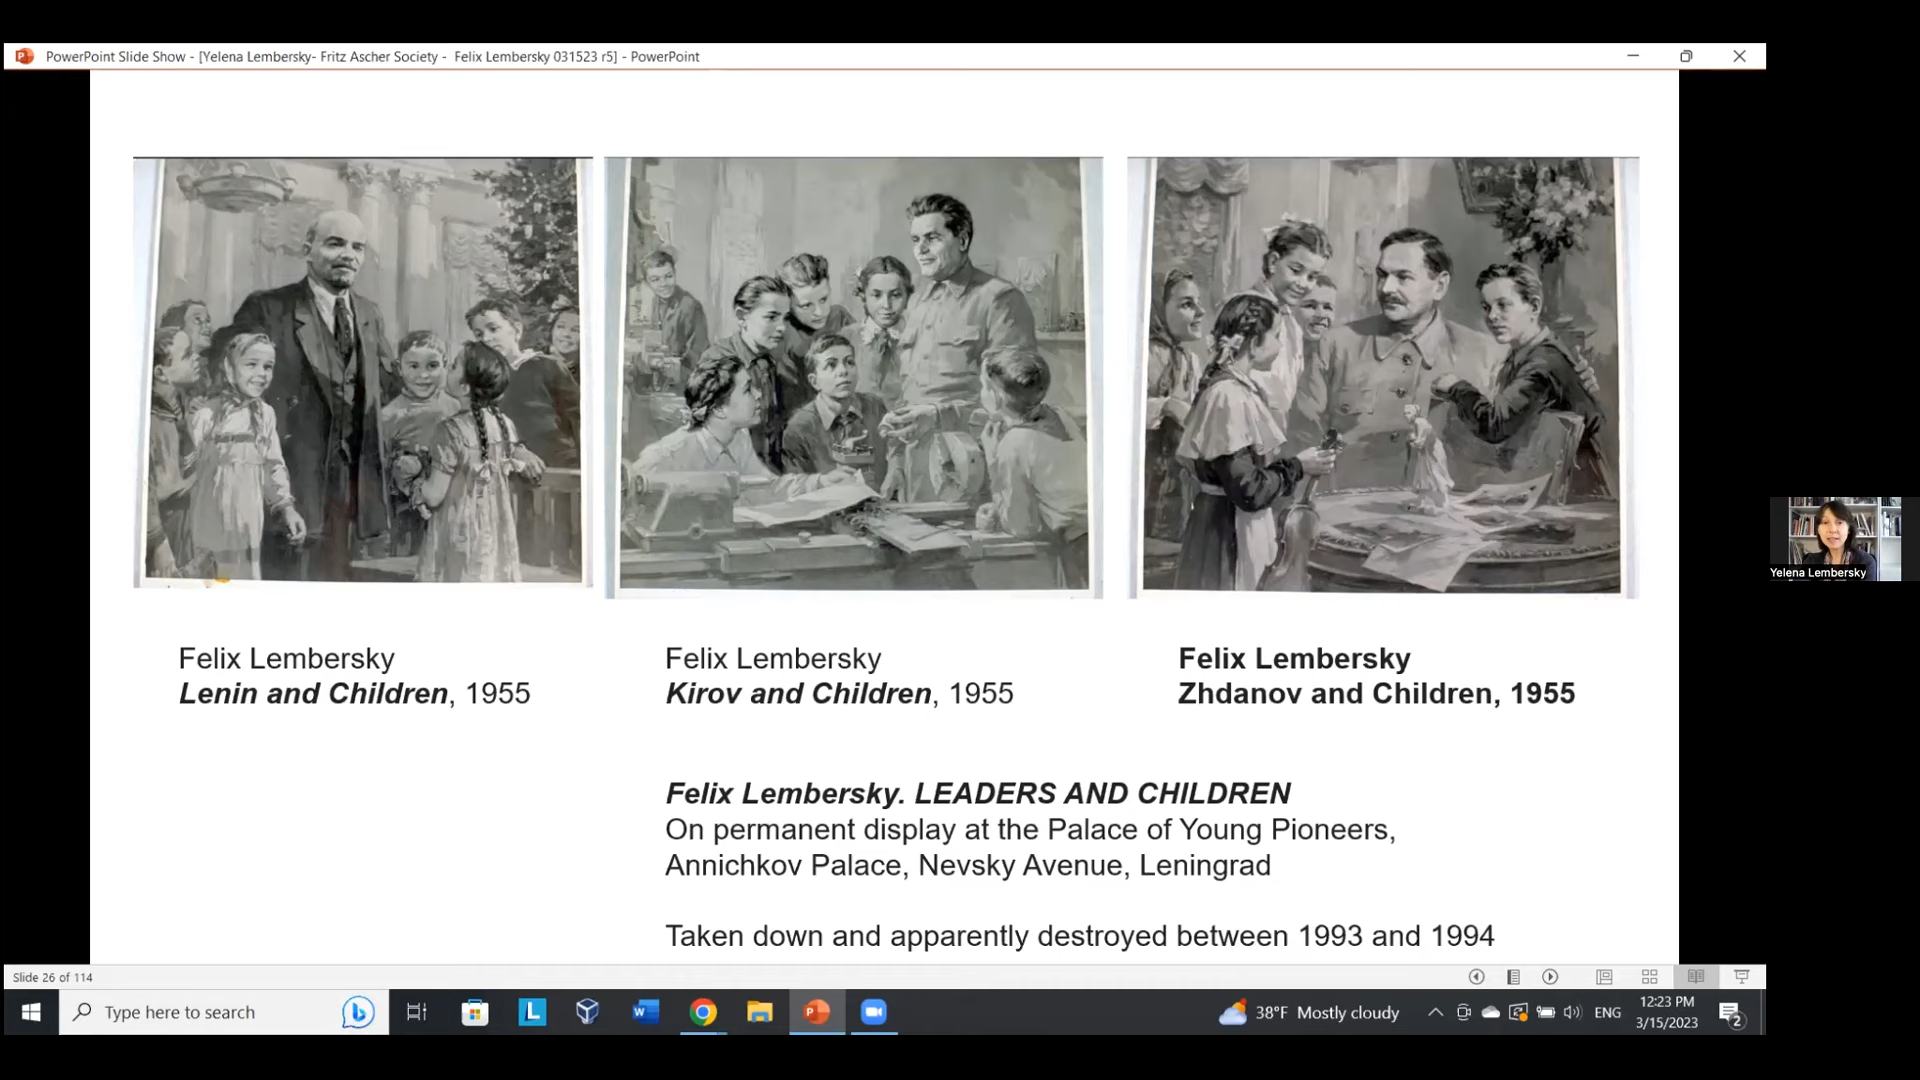 PowerPoint Slide Show - [Yelena Lembersky- Fritz Ascher Society - Felix Lembersky 031523 r5] - PowerPoint
Felix Lembersky
Lenin and Children, 1955
Felix Lembersky
Kirov and Children, 1955
Felix Lembersky
Zhdanov and Children, 1955
Felix Lembersky. LEADERS AND CHILDREN
On permanent display at the Palace of Young Pioneers,
Annichkov Palace, Nevsky Avenue, Leningrad
Taken down and apparently destroyed between 1993 and 1994
Yelena Lembersky
Slide 26 of 114
Type here to search
38°F Mostly cloudy
ENG
12:23 PM
3/15/2023
2